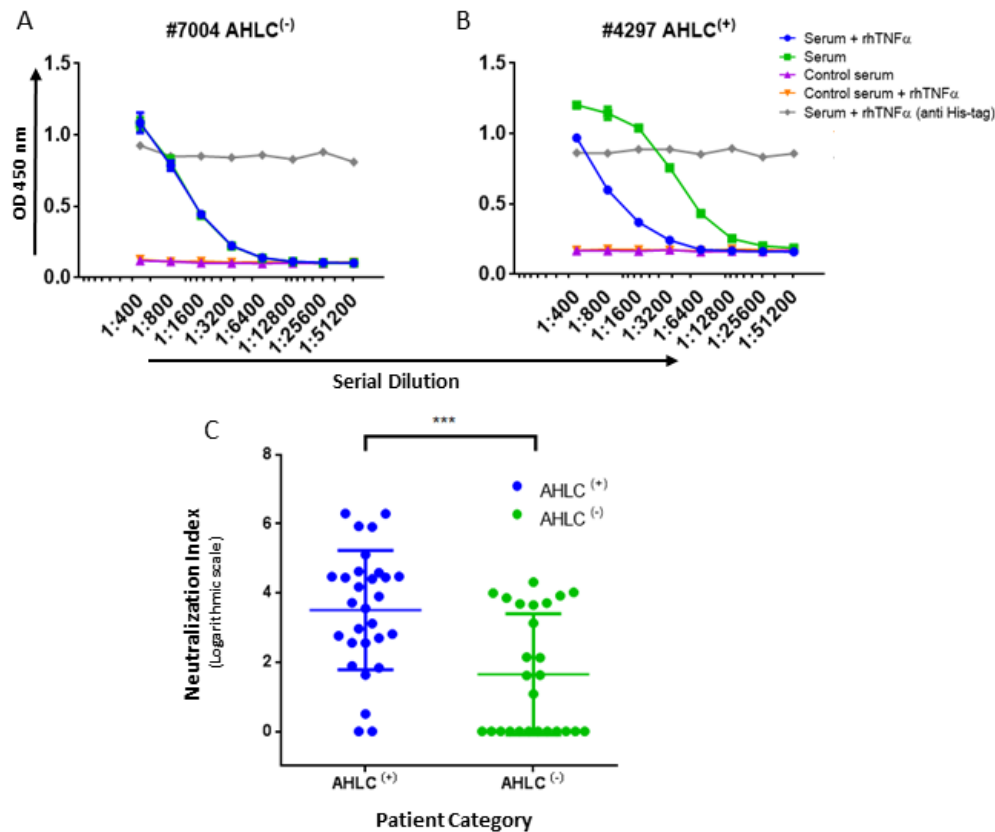 A
#7004 AHLC(-)
B
#4297 AHLC(+)
Serum + rhTNFα
Serum
Control serum
Control serum + rhTNFα
Serum + rhTNFα (anti His-tag)
OD 450 nm
1.5
1.0
0.5
0.0
1:400
1:800
1:1600
1:3200
1:6400
1:12800
1:25600
1:51200
1.5
1.0
0.5
0.0
1:400
1:800
1:1600
1:3200
1:6400
1:12800
1:25600
1:51200
Serial Dilution
C
***
AHLC (+)
AHLC (-)
Neutralization Index
(Logarithmic scale)
8
6
4
2
0
AHLC (+)
AHLC (-)
Patient Category